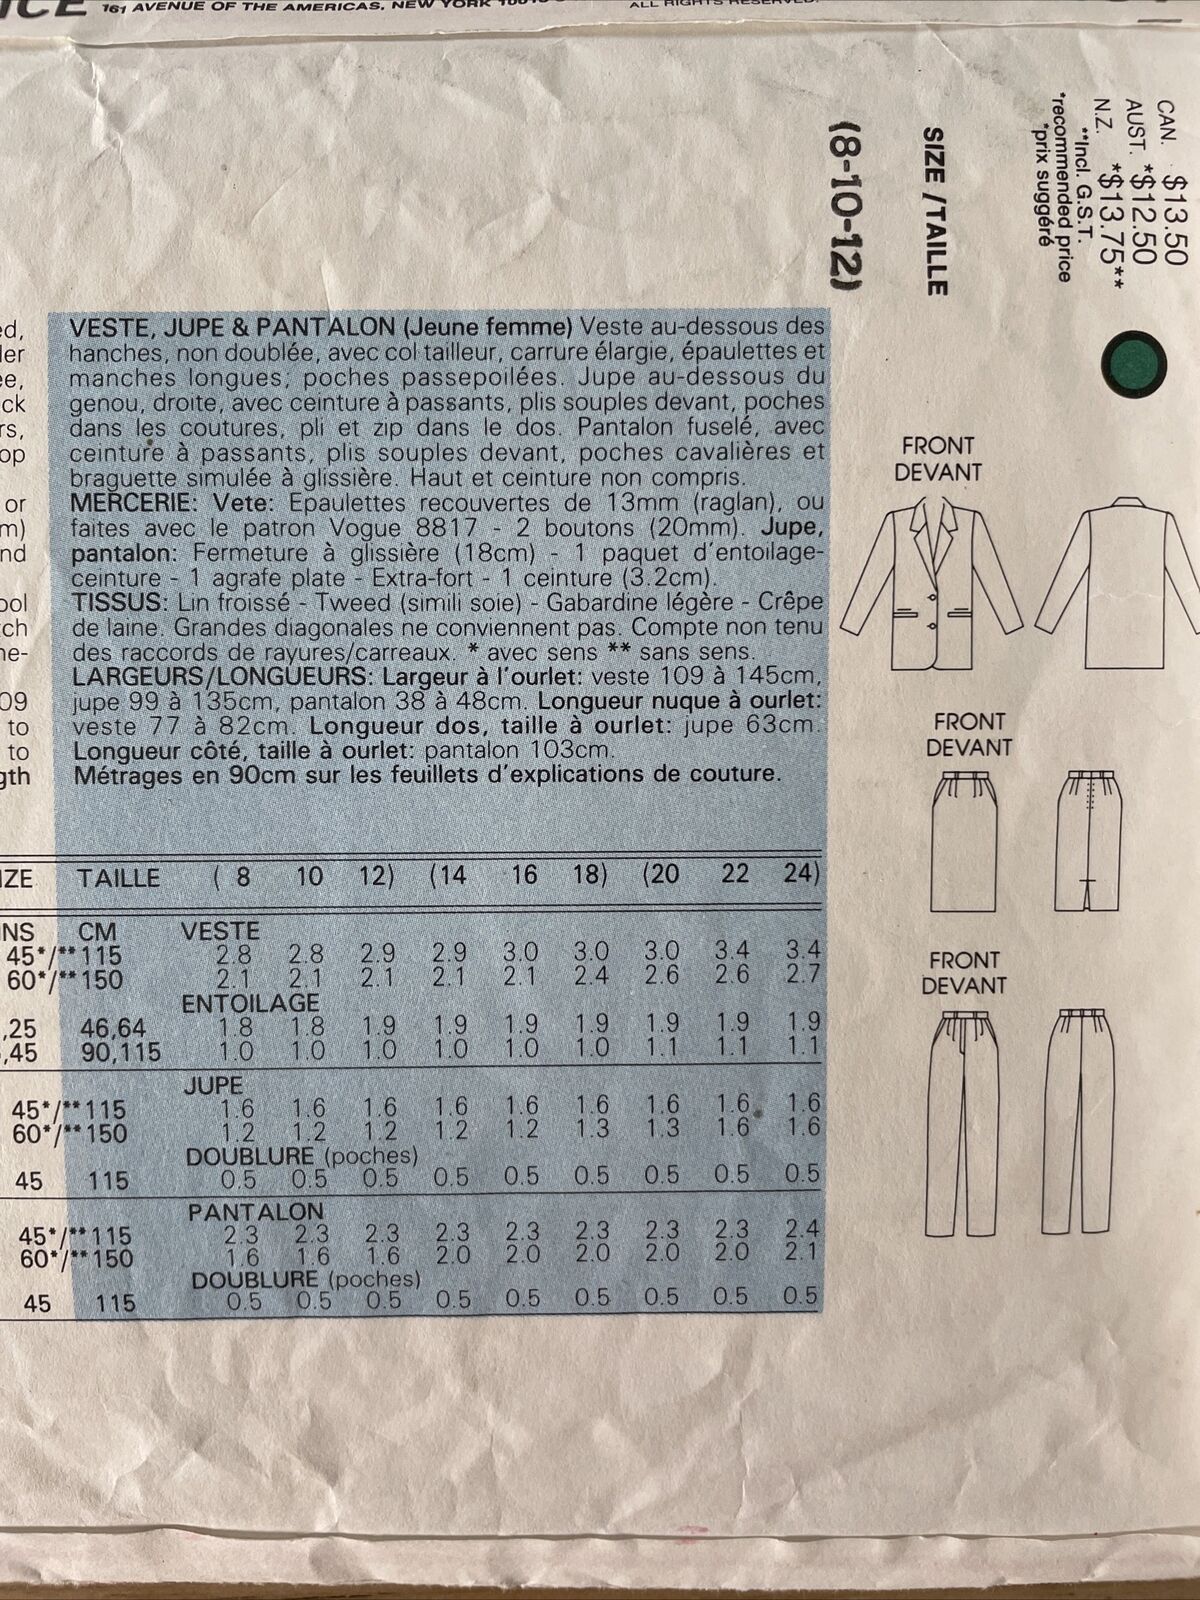 161 AVENUE OF THE AMERICAS, NEW YORK
ALL RIGHTS RESERVED.
CAN. $13.50
AUST. *$12.50
N.Z. *$13.75**
**Incl. G.S.T.
*recommended price
*prix suggéré
SIZE /TAILLE
(8-10-12)
VESTE, JUPE & PANTALON (Jeune femme) Veste au-dessous des
hanches, non doublée, avec col tailleur, carrure élargie, épaulettes et
manches longues; poches passepoilées. Jupe au-dessous du
genou, droite, avec ceinture à passants, plis souples devant, poches
dans les coutures, pli et zip dans le dos. Pantalon fuselé, avec
ceinture à passants, plis souples devant, poches cavalières et
braguette simulée à glissière. Haut et ceinture non compris.
MERCERIE: Vete: Epaulettes recouvertes de 13mm (raglan), ou
faites avec le patron Vogue 8817 - 2 boutons (20mm). Jupe,
pantalon: Fermeture à glissière (18cm) - 1 paquet d'entoilage-
ceinture - 1 agrafe plate - Extra-fort - 1 ceinture (3.2cm).
TISSUS: Lin froissé - Tweed (simili soie) - Gabardine légère - Crêpe
de laine. Grandes diagonales ne conviennent pas. Compte non tenu
des raccords de rayures/carreaux. * avec sens ** sans sens.
LARGEURS/LONGUEURS: Largeur à l'ourlet: veste 109 à 145cm,
jupe 99 à 135cm, pantalon 38 à 48cm. Longueur nuque à ourlet:
veste 77 à 82cm. Longueur dos, taille à ourlet: jupe 63cm.
Longueur côté, taille à ourlet: pantalon 103cm.
Métrages en 90cm sur les feuillets d'explications de couture.
TAILLE ( 8 10 12) (14 16 18) (20 22 24)
CM VESTE
45*/** 115 2.8 2.8 2.9 2.9 3.0 3.0 3.0 3.4 3.4
60*/** 150 2.1 2.1 2.1 2.1 2.1 2.4 2.6 2.6 2.7
ENTOILAGE
,25 46,64 1.8 1.8 1.9 1.9 1.9 1.9 1.9 1.9 1.9
,45 90,115 1.0 1.0 1.0 1.0 1.0 1.0 1.1 1.1 1.1
JUPE
45*/** 115 1.6 1.6 1.6 1.6 1.6 1.6 1.6 1.6 1.6
60*/** 150 1.2 1.2 1.2 1.2 1.2 1.3 1.3 1.6 1.6
DOUBLURE (poches)
45 115 0.5 0.5 0.5 0.5 0.5 0.5 0.5 0.5 0.5
PANTALON
45*/** 115 2.3 2.3 2.3 2.3 2.3 2.3 2.3 2.3 2.4
60*/** 150 1.6 1.6 1.6 2.0 2.0 2.0 2.0 2.0 2.1
DOUBLURE (poches)
45 115 0.5 0.5 0.5 0.5 0.5 0.5 0.5 0.5 0.5
FRONT
DEVANT
FRONT
DEVANT
FRONT
DEVANT